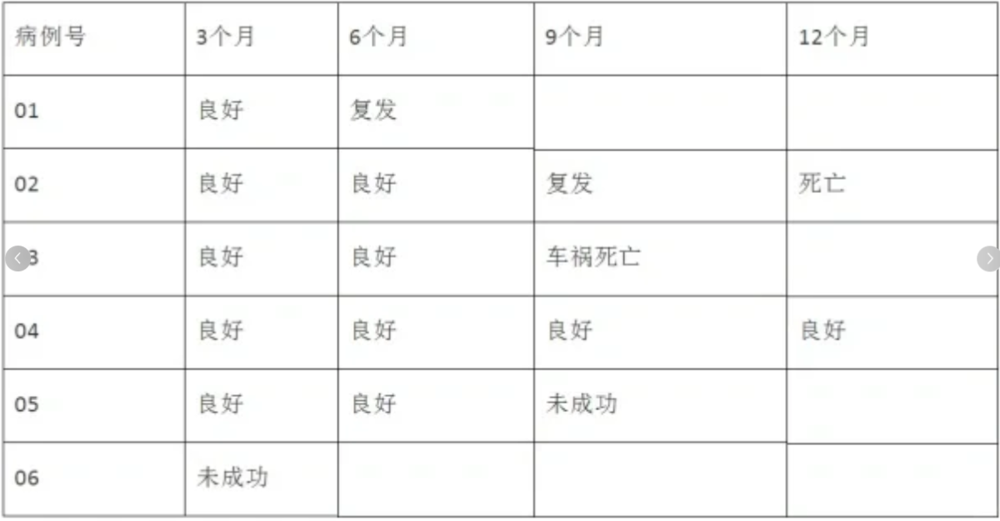 病例号 3个月 6个月 9个月 12个月
01 良好 复发
02 良好 良好 复发 死亡
3 良好 良好 车祸死亡
04 良好 良好 良好 良好
05 良好 良好 未成功
06 未成功